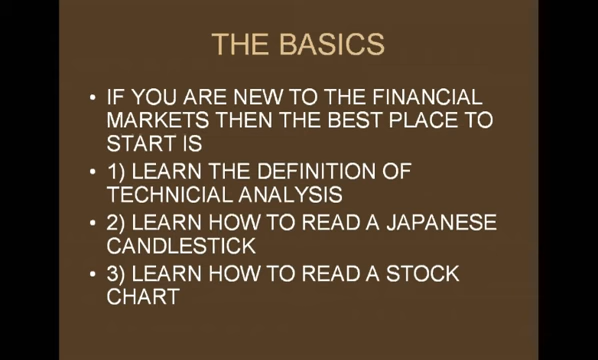 THE BASICS
• IF YOU ARE NEW TO THE FINANCIAL
MARKETS THEN THE BEST PLACE TO
START IS
• 1) LEARN THE DEFINITION OF
TECHNICIAL ANALYSIS
• 2) LEARN HOW TO READ A JAPANESE
CANDLESTICK
• 3) LEARN HOW TO READ A STOCK
CHART